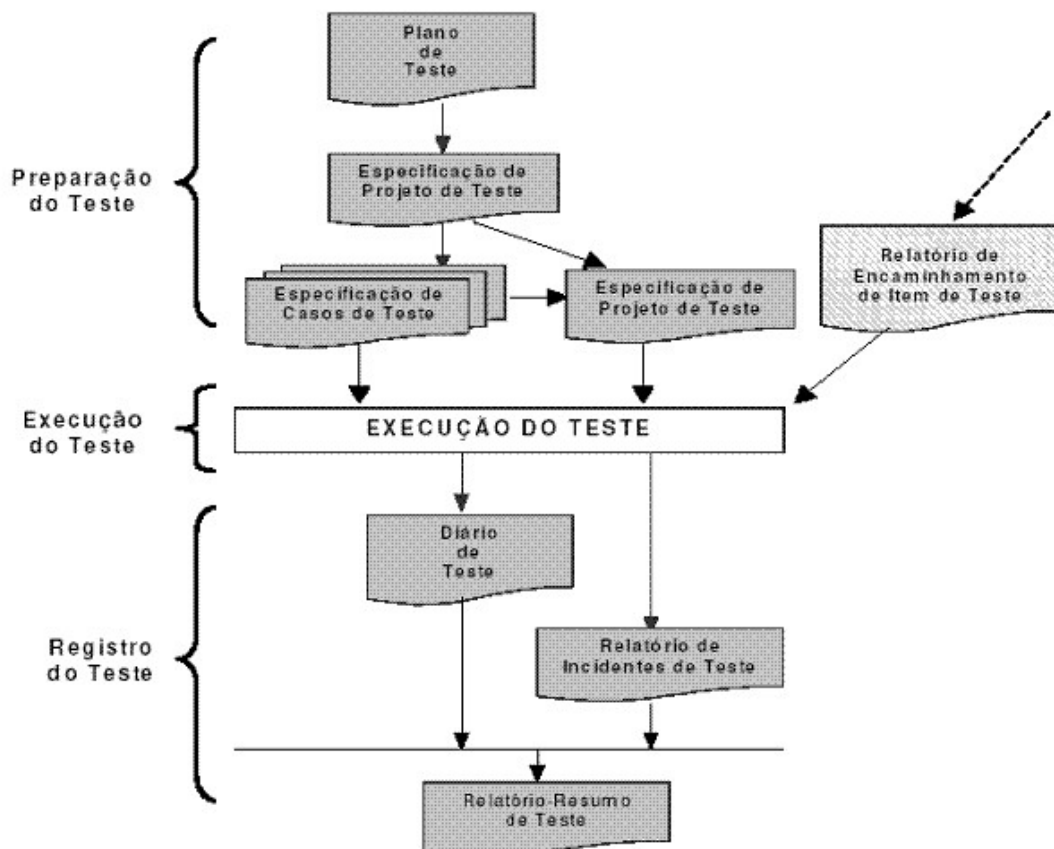 Plano
de
Teste
Preparação
do Teste
Especificação de
Projeto de Teste
Especificação de
Casos de Teste
Especificação de
Projeto de Teste
Relatório de
Encaminhamento
de Item de Teste
Execução
do Teste
EXECUÇÃO DO TESTE
Registro
do Teste
Diário
de
Teste
Relatório de
Incidentes de Teste
Relatório-Resumo
de Teste